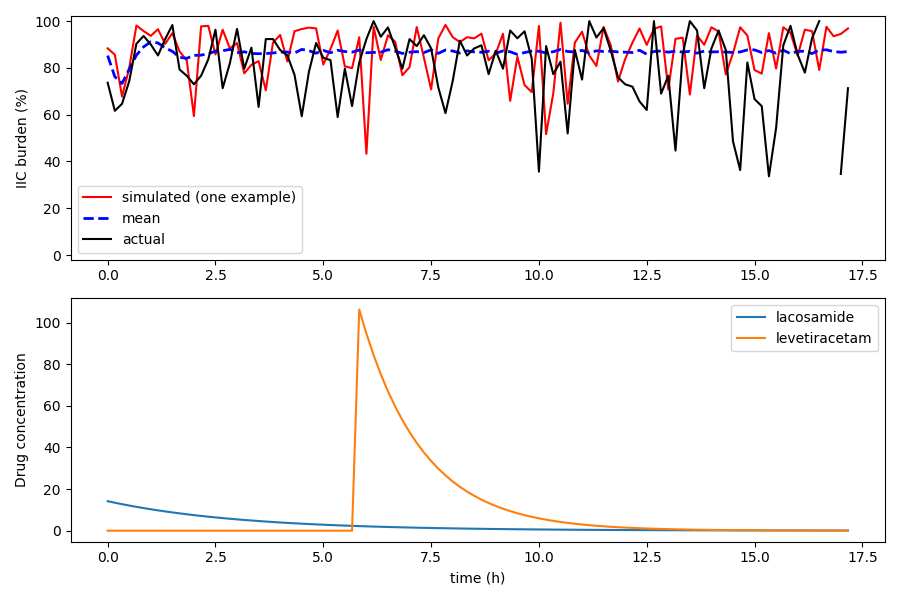 IIC burden (%)
100
80
60
40
20
0
simulated (one example)
mean
actual
0.0 2.5 5.0 7.5 10.0 12.5 15.0 17.5
Drug concentration
100
80
60
40
20
0
lacosamide
levetiracetam
0.0 2.5 5.0 7.5 10.0 12.5 15.0 17.5
time (h)